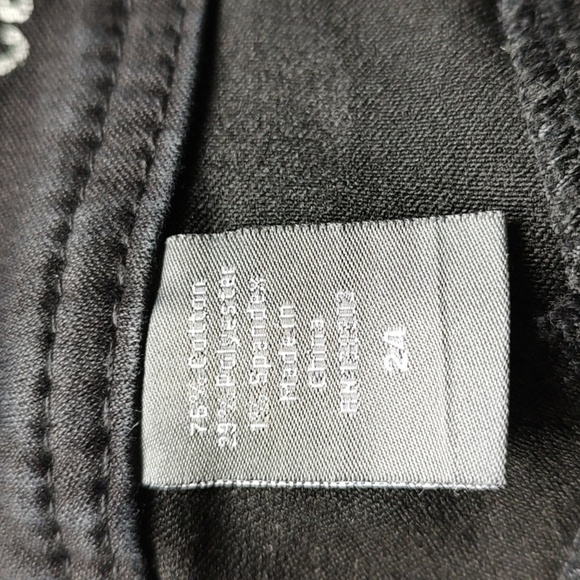 76% Cotton
23% Polyester
1% Spandex
Made in
China
24